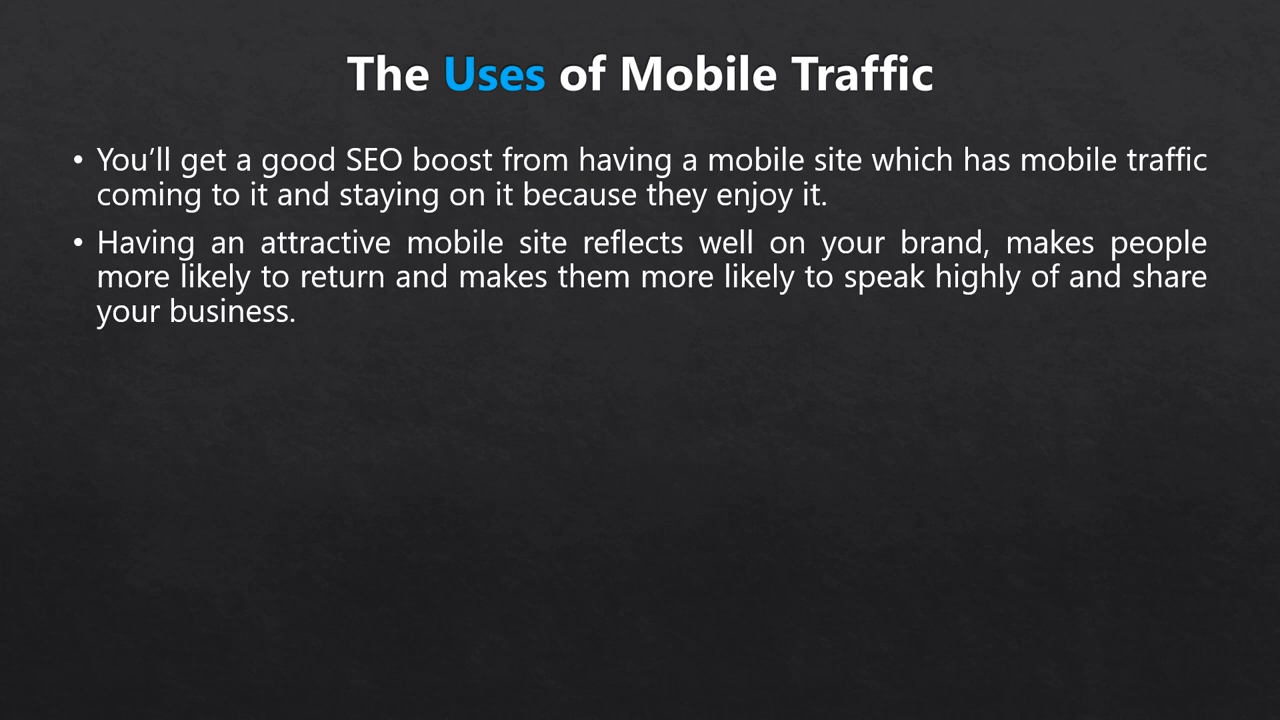 The Uses of Mobile Traffic
• You’ll get a good SEO boost from having a mobile site which has mobile traffic
coming to it and staying on it because they enjoy it.
• Having an attractive mobile site reflects well on your brand, makes people
more likely to return and makes them more likely to speak highly of and share
your business.